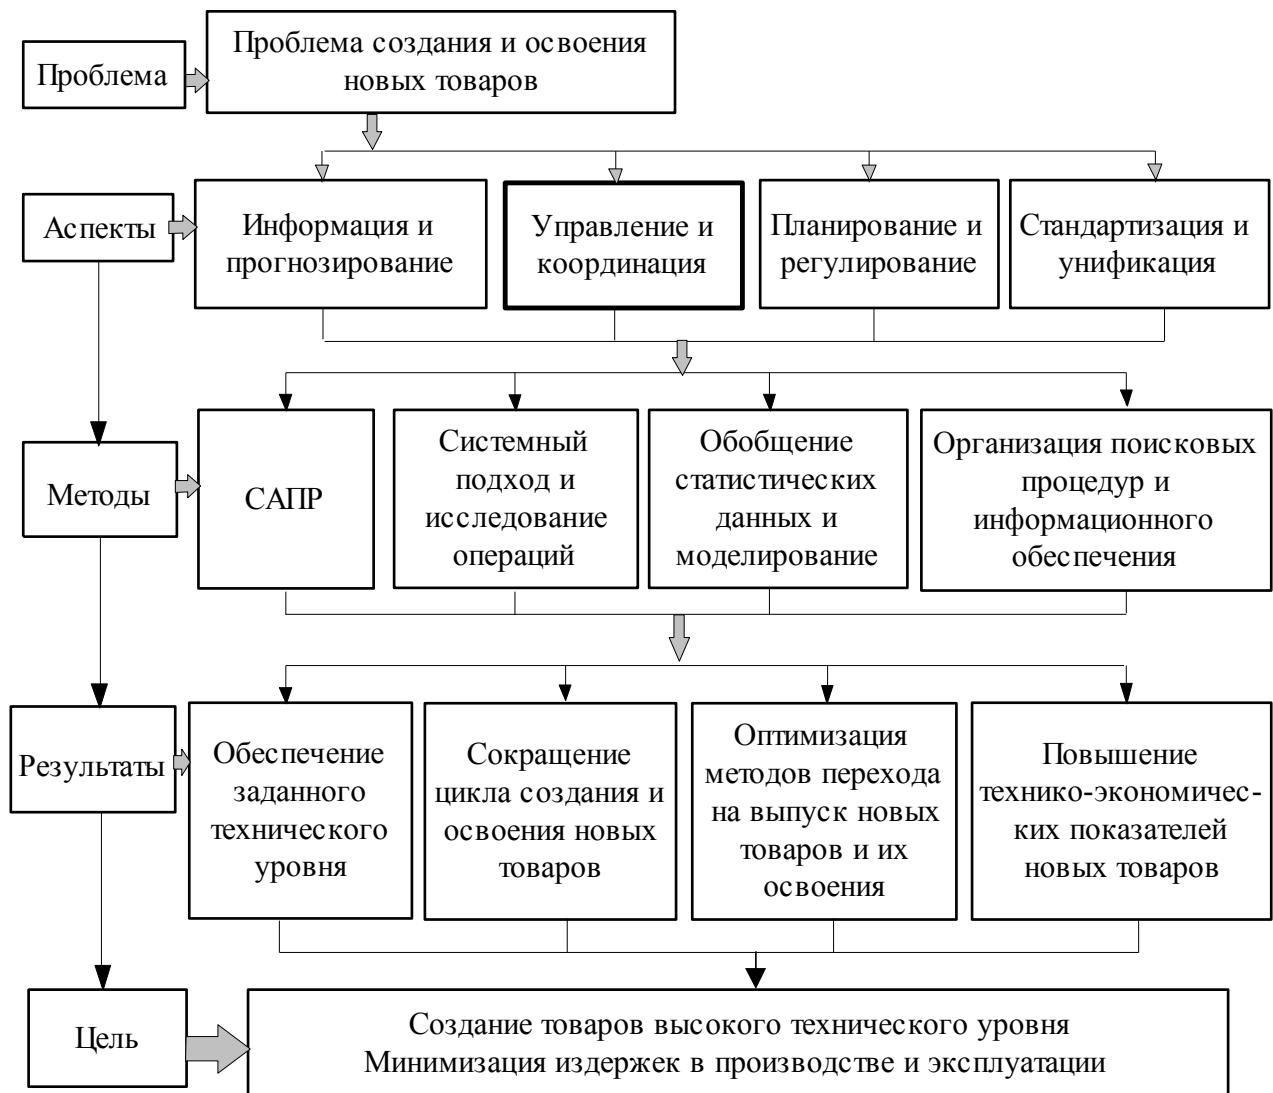 Проблема
Проблема создания и освоения
новых товаров
Аспекты
Информация и
прогнозирование
Управление и
координация
Планирование и
регулирование
Стандартизация и
унификация
Методы
САПР
Системный
подход и
исследование
операций
Обобщение
статистических
данных и
моделирование
Организация поисковых
процедур и
информационного
обеспечения
Результаты
Обеспечение
заданного
технического
уровня
Сокращение
цикла создания и
освоения новых
товаров
Оптимизация
методов перехода
на выпуск новых
товаров и их
освоения
Повышение
технико-экономичес-
ких показателей
новых товаров
Цель
Создание товаров высокого технического уровня
Минимизация издержек в производстве и эксплуатации